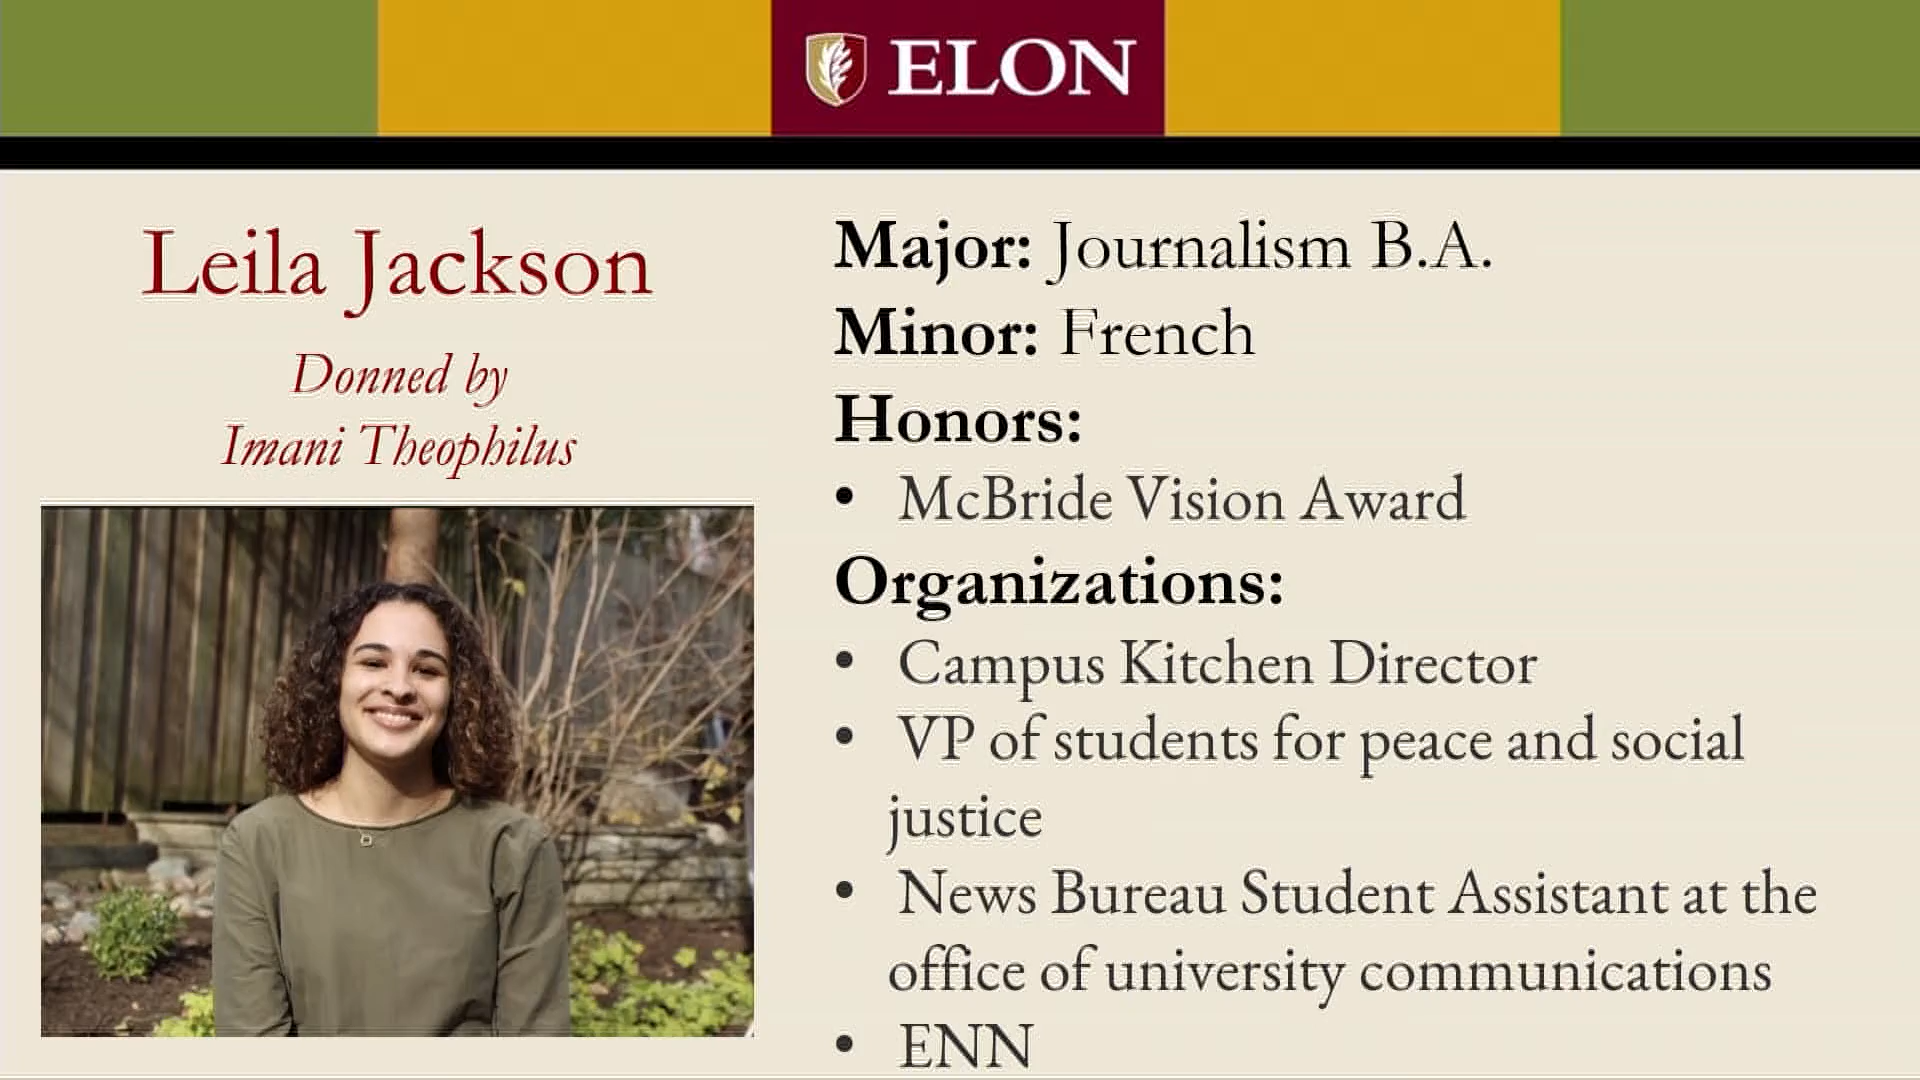 ELON
Leila Jackson
Donned by
Imani Theophilus
Major: Journalism B.A.
Minor: French
Honors:
• McBride Vision Award
Organizations:
• Campus Kitchen Director
• VP of students for peace and social
justice
• News Bureau Student Assistant at the
office of university communications
• ENN